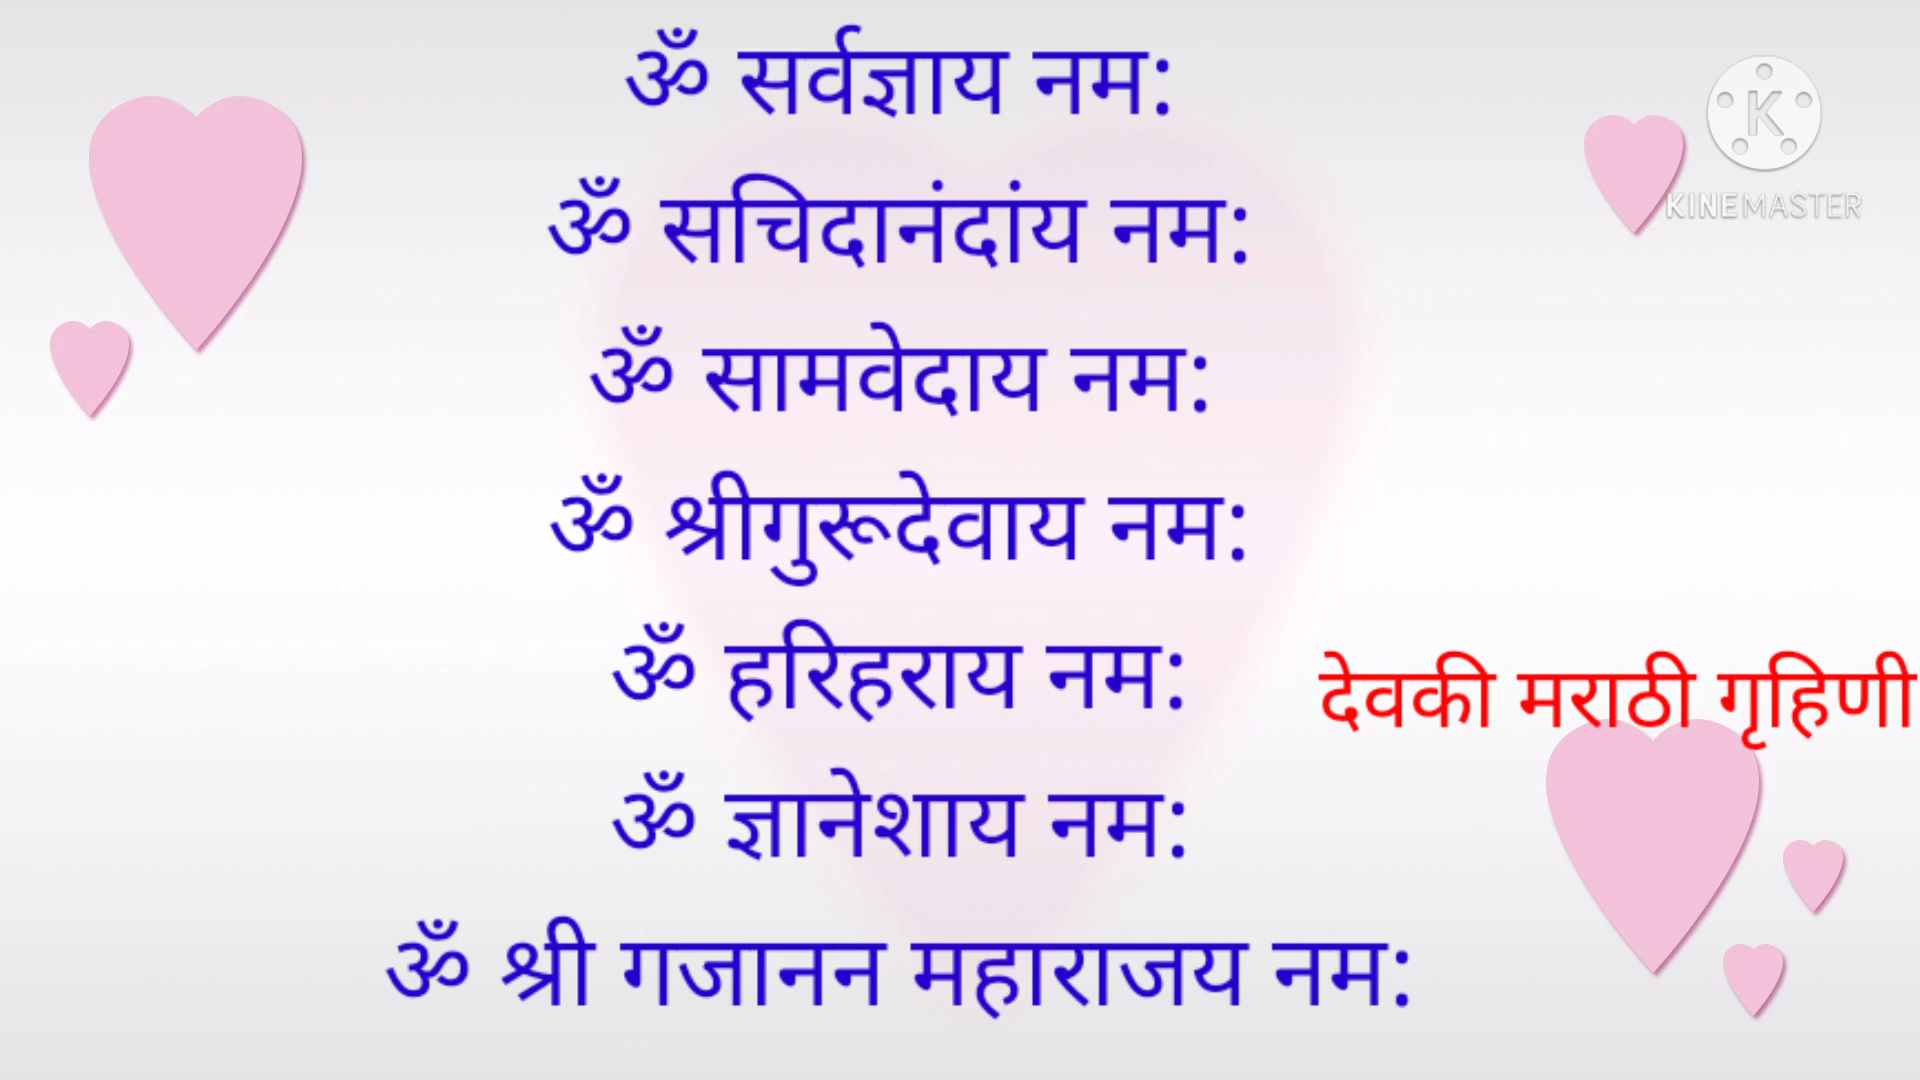 ॐ सर्वज्ञाय नम:
K
KINEMASTER
ॐ सचिदानंदांय नम:
ॐ सामवेदाय नम:
ॐ श्रीगुरूदेवाय नम:
ॐ हरिहराय नम:
देवकी मराठी गृहिणी
ॐ ज्ञानेशाय नम:
ॐ श्री गजानन महाराजय नम: